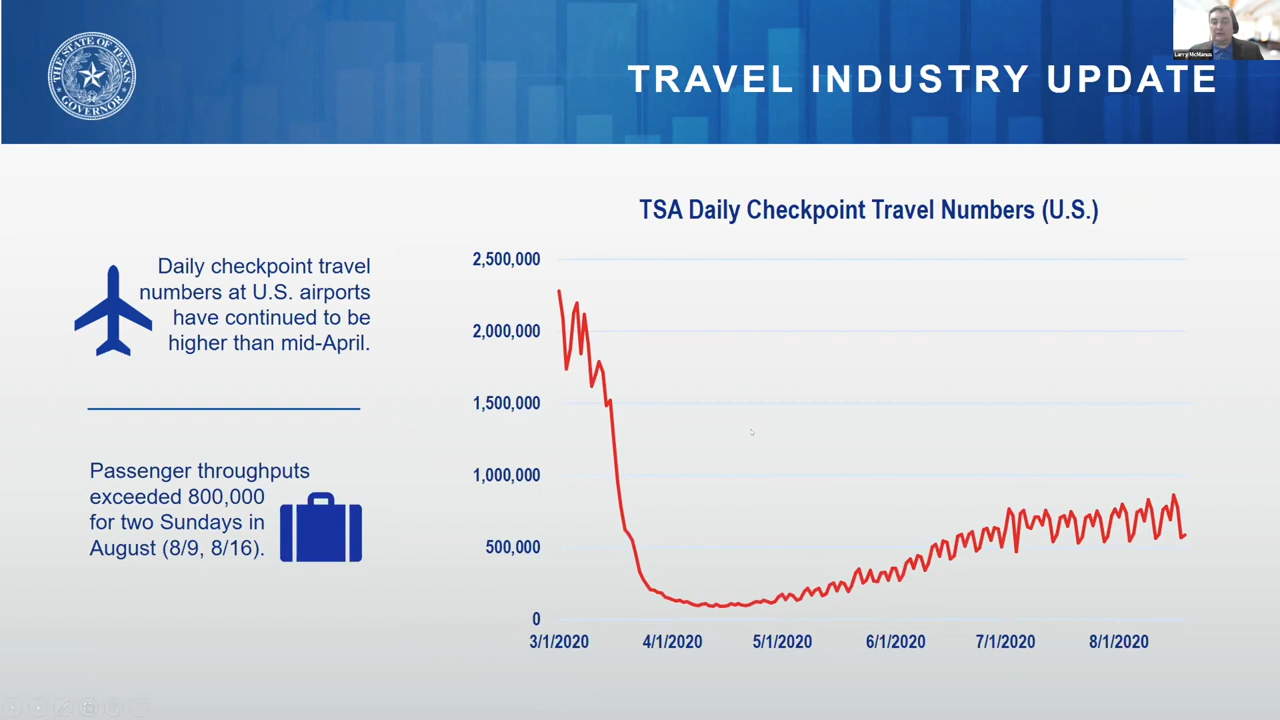 THE STATE OF TEXAS
GOVERNOR
TRAVEL INDUSTRY UPDATE
Larry McManus
Daily checkpoint travel
numbers at U.S. airports
have continued to be
higher than mid-April.
Passenger throughputs
exceeded 800,000
for two Sundays in
August (8/9, 8/16).
TSA Daily Checkpoint Travel Numbers (U.S.)
2,500,000
2,000,000
1,500,000
1,000,000
500,000
0
3/1/2020
4/1/2020
5/1/2020
6/1/2020
7/1/2020
8/1/2020